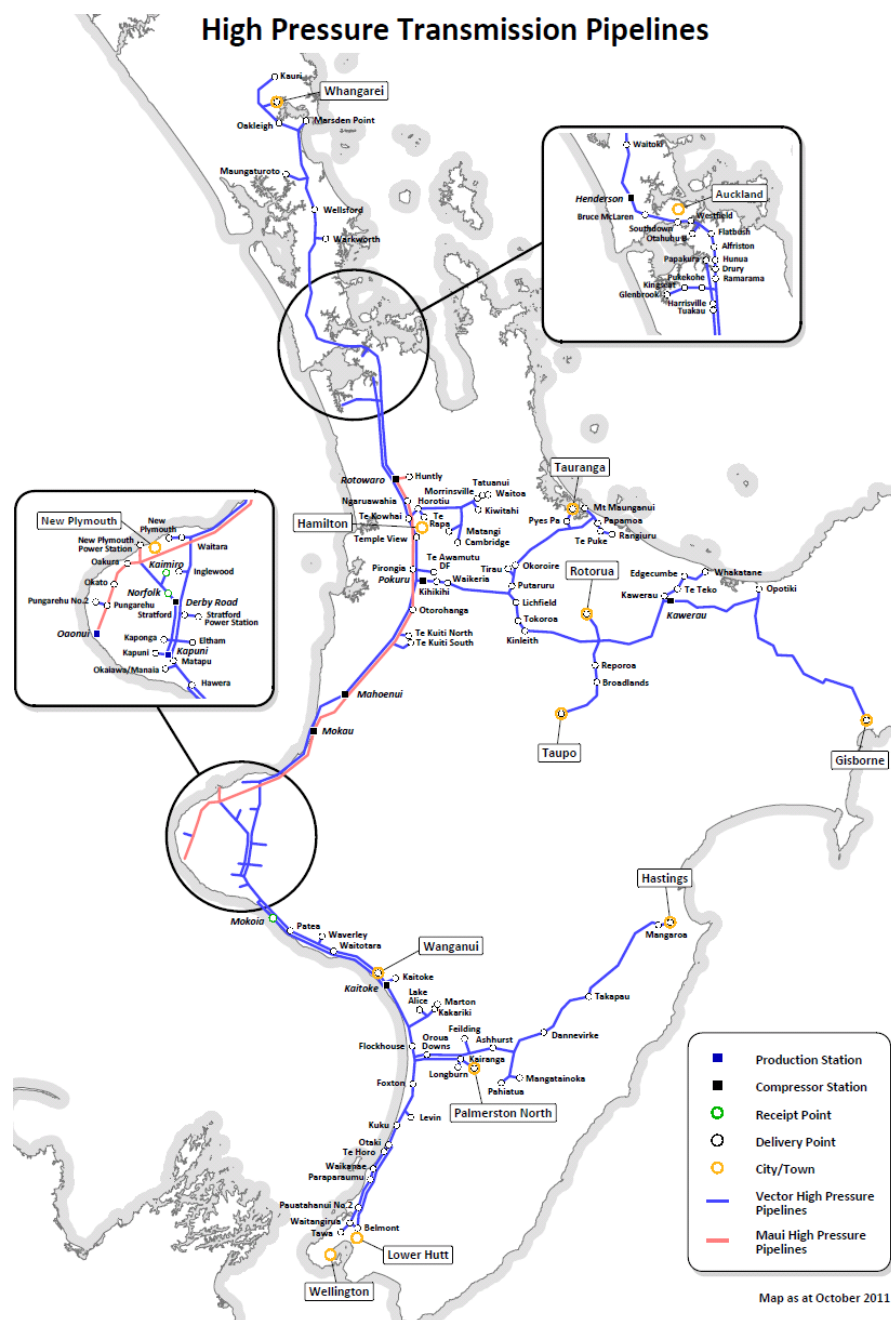 High Pressure Transmission Pipelines
Kauri
Whangarei
Oakleigh
Marsden Point
Maungaturoto
Wellsford
Warkworth
Waitoki
Henderson
Auckland
Bruce McLaren
Westfield
Southdown
Otahuhu B
Flatbush
Alfriston
Papakura
Hunua
Drury
Pukekohe
Ramarama
Kingseat
Glenbrook
Harrisville
Tuakau
Rotowaro
Huntly
Ngaruawahia
Horotiu
Morrinsville
Tatuanui
Waitoa
Kiwitahi
Te Kowhai
Te
Rapa
Hamilton
Temple View
Matangi
Cambridge
Tauranga
Mt Maunganui
Pyes Pa
Papamoa
Te Puke
Rangiuru
Te Awamutu
DF
Pirongia
Pokuru
Waikeria
Kihikihi
Tirau
Okoroire
Putaruru
Rotorua
Lichfield
Tokoroa
Kinleith
Edgecumbe
Whakatane
Te Teko
Kawerau
Kawerau
Opotiki
Otorohanga
Te Kuiti North
Te Kuiti South
Reporoa
Broadlands
Mahoenui
Mokau
Taupo
Gisborne
New Plymouth
New
Plymouth
New Plymouth
Power Station
Waitara
Oakura
Kaimiro
Okato
Inglewood
Norfolk
Pungarehu No.2
Pungarehu
Derby Road
Stratford
Stratford
Power Station
Oaonui
Kaponga
Eltham
Kapuni
Kapuni
Matapu
Okaiawa/Manaia
Hawera
Mokoia
Patea
Waverley
Waitotara
Wanganui
Kaitoke
Kaitoke
Hastings
Mangaroa
Lake
Alice
Marton
Kakariki
Takapau
Feilding
Flockhouse
Oroua
Downs
Ashhurst
Dannevirke
Kairanga
Longburn
Mangatainoka
Pahiatua
Foxton
Palmerston North
Levin
Kuku
Otaki
Te Horo
Waikanae
Paraparaumu
Pauatahanui No.2
Waitangirua
Belmont
Tawa
Lower Hutt
Wellington
Production Station
Compressor Station
Receipt Point
Delivery Point
City/Town
Vector High Pressure
Pipelines
Maui High Pressure
Pipelines
Map as at October 2011